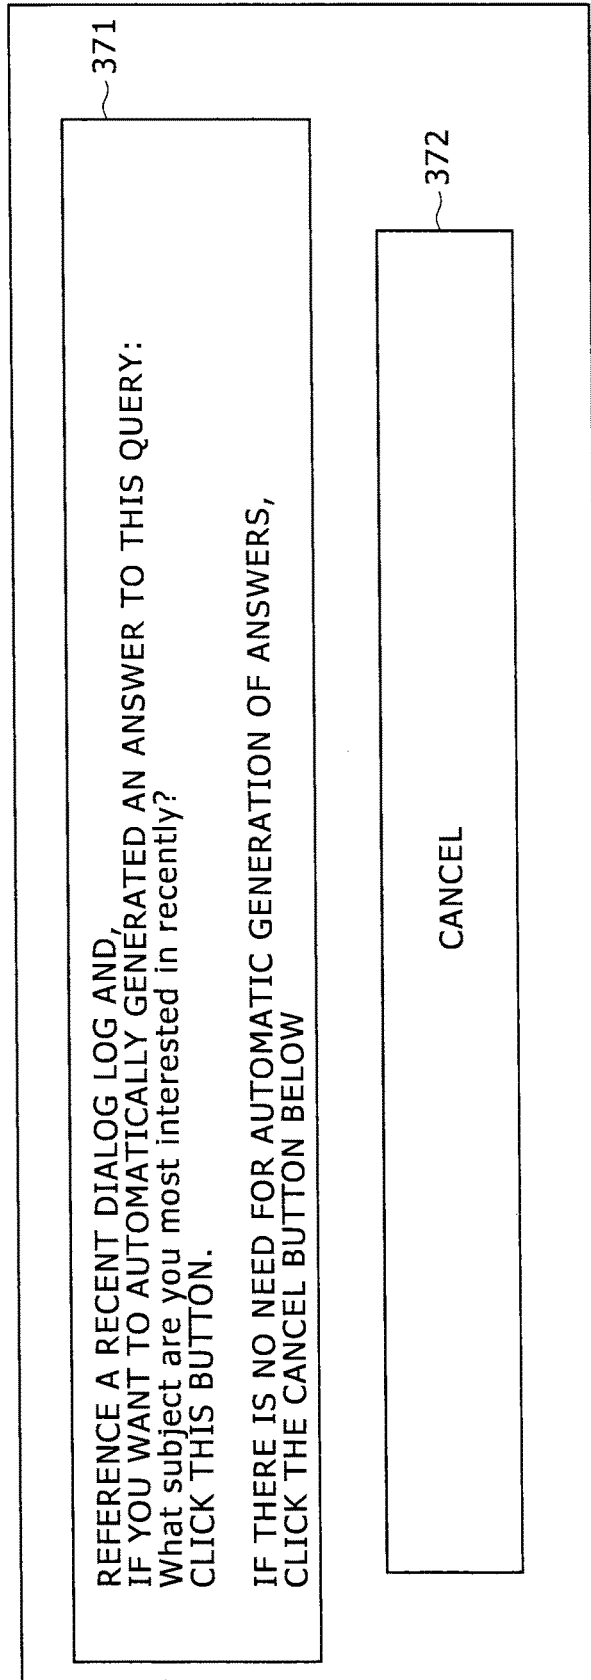 REFERENCE A RECENT DIALOG LOG AND,
IF YOU WANT TO AUTOMATICALLY GENERATED AN ANSWER TO THIS QUERY:
What subject are you most interested in recently?
CLICK THIS BUTTON.
IF THERE IS NO NEED FOR AUTOMATIC GENERATION OF ANSWERS,
CLICK THE CANCEL BUTTON BELOW
371
CANCEL
372